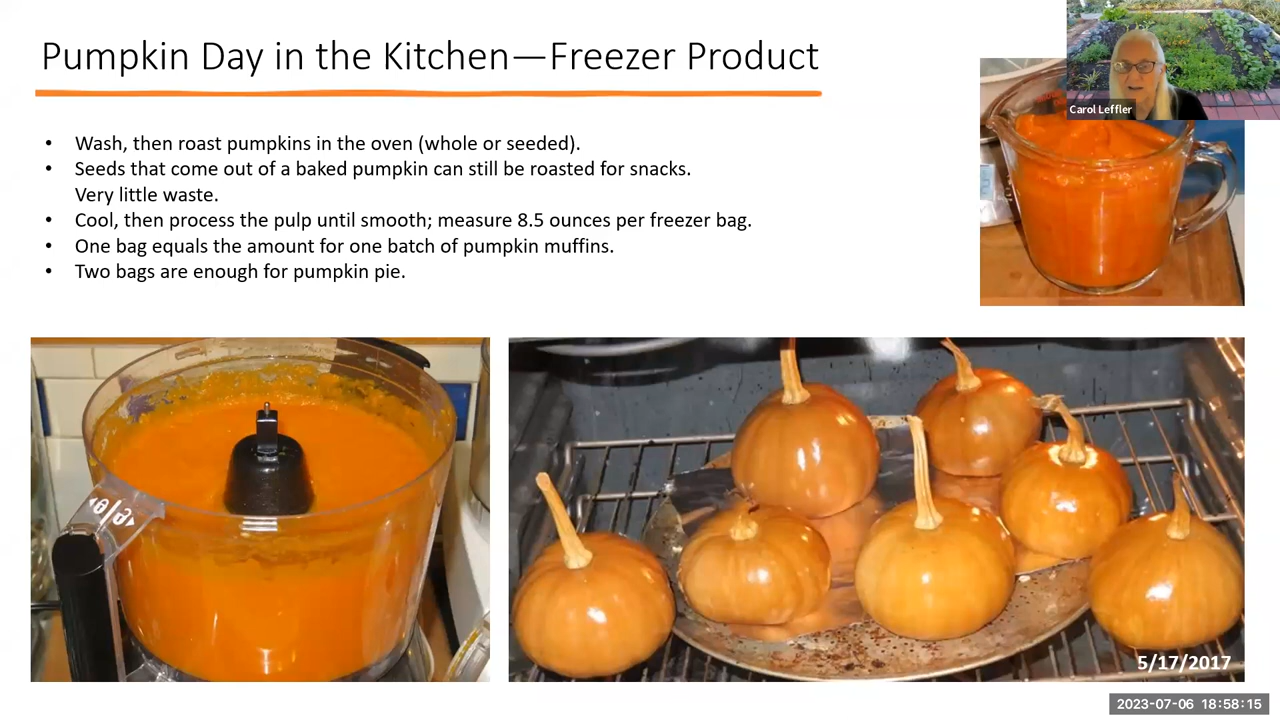 Pumpkin Day in the Kitchen—Freezer Product
Carol Leffler
• Wash, then roast pumpkins in the oven (whole or seeded).
• Seeds that come out of a baked pumpkin can still be roasted for snacks.
Very little waste.
• Cool, then process the pulp until smooth; measure 8.5 ounces per freezer bag.
• One bag equals the amount for one batch of pumpkin muffins.
• Two bags are enough for pumpkin pie.
5/17/2017
2023-07-06 18:58:15